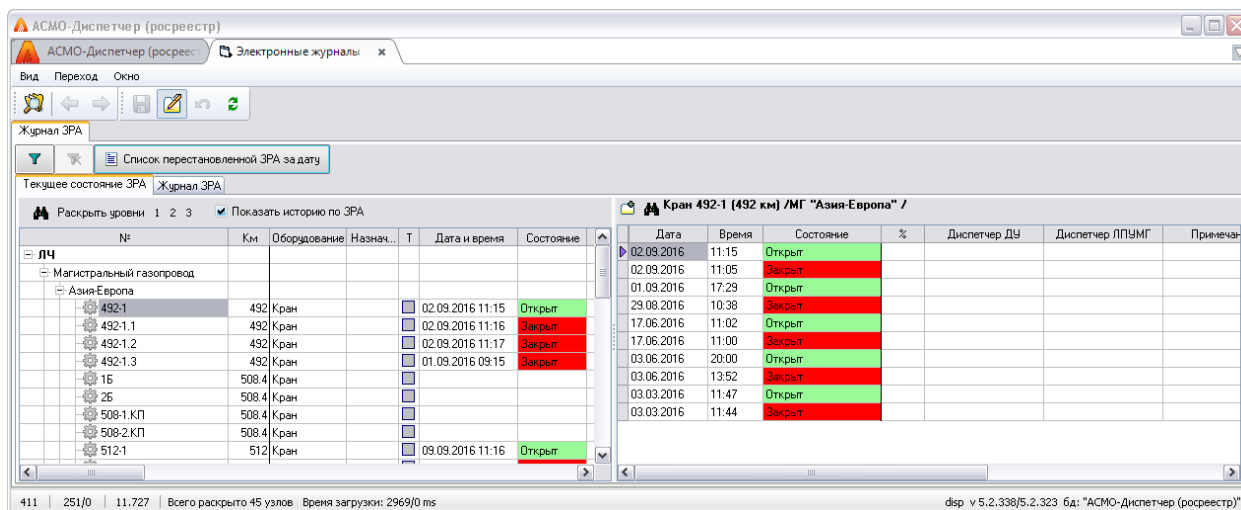 АСМО-Диспетчер (росреестр)
АСМО-Диспетчер (росреест Электронные журналы x
Вид Переход Окно
Журнал ЗРА
Список перестановленной ЗРА за дату
Текущее состояние ЗРА Журнал ЗРА
Раскрыть уровни 1 2 3 Показать историю по ЗРА
№ Км Оборудование Назнач... Т Дата и время Состояние
ЛЧ
Магистральный газопровод
Азия-Европа
492-1 492 Кран 02.09.2016 11:15 Открыт
492-1.1 492 Кран 02.09.2016 11:16 Закрыт
492-1.2 492 Кран 02.09.2016 11:17 Закрыт
492-1.3 492 Кран 01.09.2016 09:15 Закрыт
1Б 508.4 Кран
2Б 508.4 Кран
508-1.КП 508.4 Кран
508-2.КП 508.4 Кран
512-1 512 Кран 09.09.2016 11:16 Открыт
Кран 492-1 (492 км) /МГ "Азия-Европа" /
Дата Время Состояние % Диспетчер ДУ Диспетчер ЛПУМГ Примечан
02.09.2016 11:15 Открыт
02.09.2016 11:05 Закрыт
01.09.2016 17:29 Открыт
29.08.2016 10:38 Закрыт
17.06.2016 11:02 Открыт
17.06.2016 11:00 Закрыт
03.06.2016 20:00 Открыт
03.06.2016 13:52 Закрыт
03.03.2016 11:47 Открыт
03.03.2016 11:44 Закрыт
411 251/0 11.727 Всего раскрыто 45 узлов Время загрузки: 2969/0 ms disp v 5.2.338/5.2.323 бд: "АСМО-Диспетчер (росреестр)"